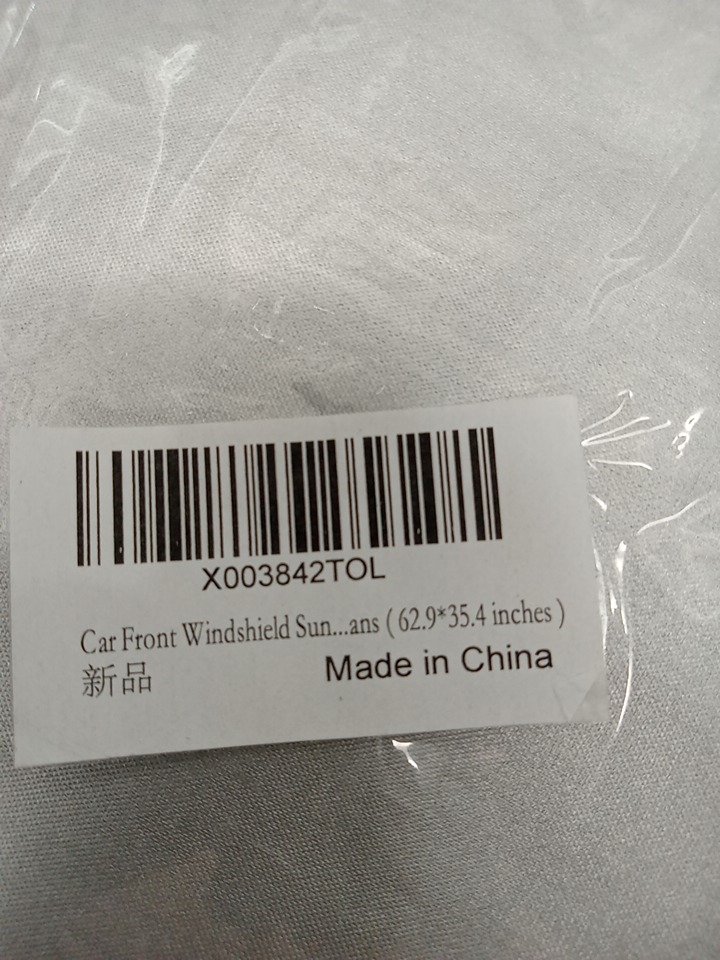 X003842TOL
Car Front Windshield Sun...ans ( 62.9*35.4 inches )
新品 Made in China